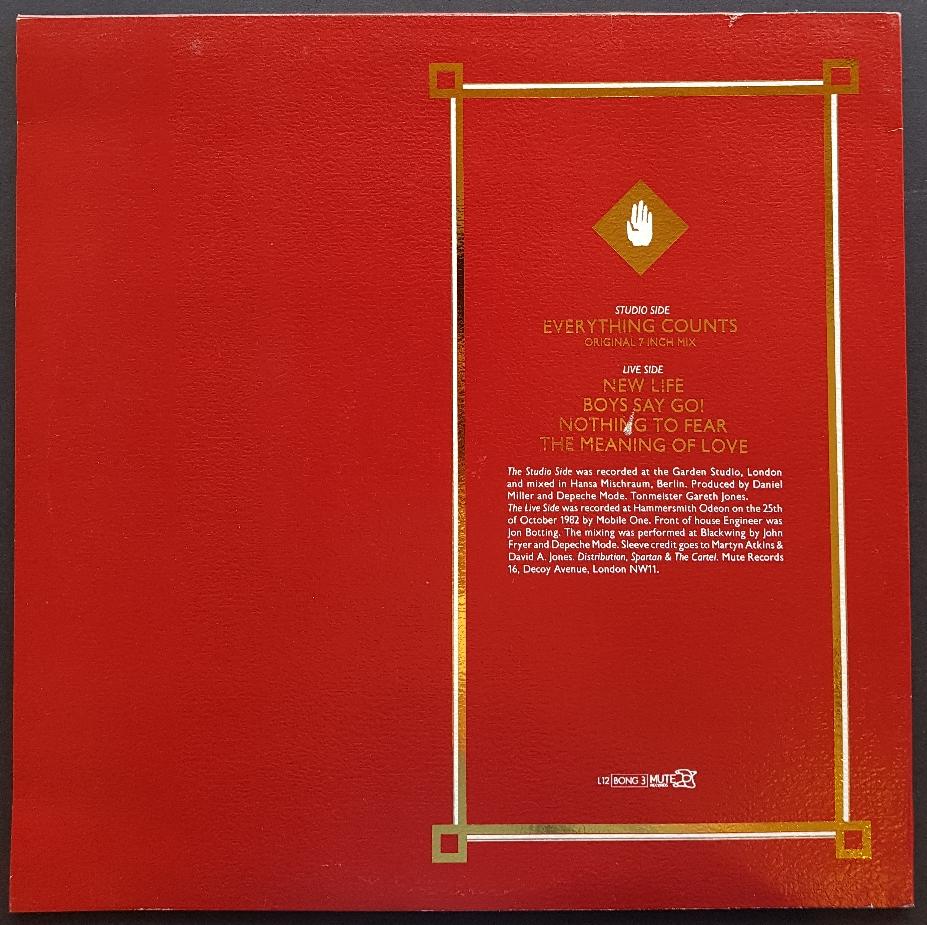 STUDIO SIDE
EVERYTHING COUNTS
ORIGINAL 7 INCH MIX
LIVE SIDE
NEW LIFE
BOYS SAY GO!
NOTHING TO FEAR
THE MEANING OF LOVE
The Studio Side was recorded at the Garden Studio, London
and mixed in Hansa Mischraum, Berlin. Produced by Daniel
Miller and Depeche Mode. Tonmeister Gareth Jones.
The Live Side was recorded at Hammersmith Odeon on the 25th
of October 1982 by Mobile One. Front of house Engineer was
Jon Botting. The mixing was performed at Blackwing by John
Fryer and Depeche Mode. Sleeve credit goes to Martyn Atkins &
David A. Jones. Distribution, Spartan & The Cartel. Mute Records
16, Decoy Avenue, London NW11.
L12 BONG 3 MUTE RECORDS